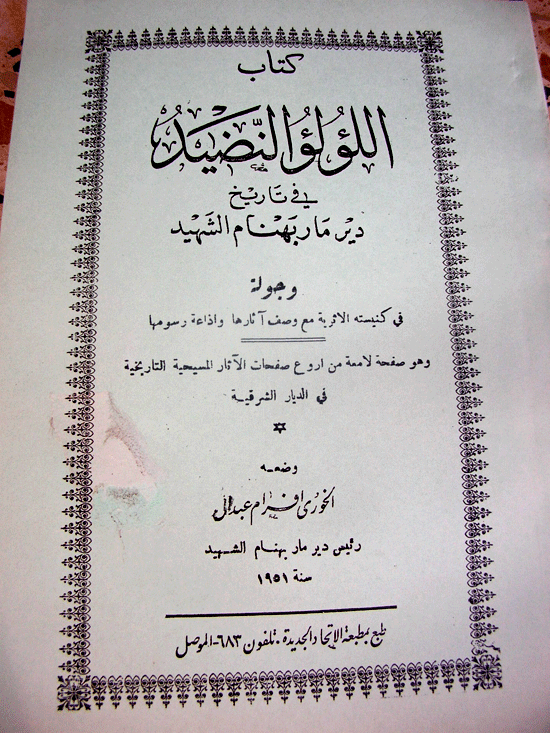 كتاب
اللؤلؤ النَّضَيدُ
في تاريخ
دير مار بهنام الشهيد
وجولة
في كنيسته الاثرية مع وصف آثارها واذاعة رسومها
وهو صفحة لامعة من اروع صفحات الآثار المسيحية التاريخية
في الديار الشرقية
وضعه
الخوري افرام عبدال
رئيس دير مار بهنام الشهيد
سنة ١٩٥١
طبع بمطبعة الاتحاد الجديدة . تلفون ٦٨٣-الموصل